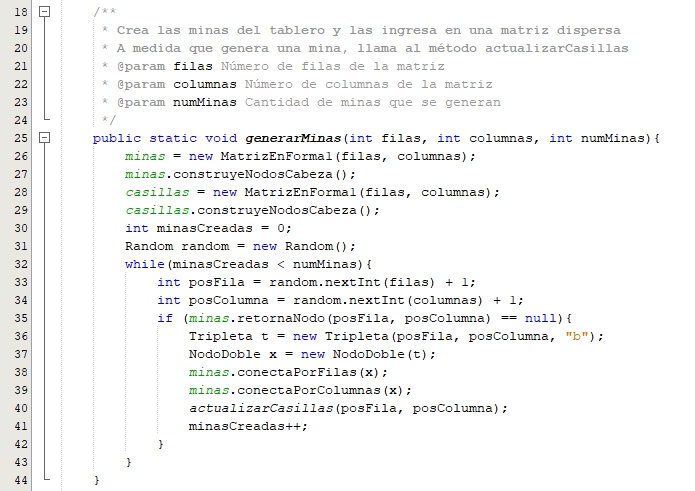 18 /**
19 * Crea las minas del tablero y las ingresa en una matriz dispersa
20 * A medida que genera una mina, llama al método actualizarCasillas
21 * @param filas Número de filas de la matriz
22 * @param columnas Número de columnas de la matriz
23 * @param numMinas Cantidad de minas que se generan
24 */
25 public static void generarMinas(int filas, int columnas, int numMinas){
26 minas = new MatrizEnFormal(filas, columnas);
27 minas.construyeNodosCabeza();
28 casillas = new MatrizEnFormal(filas, columnas);
29 casillas.construyeNodosCabeza();
30 int minasCreadas = 0;
31 Random random = new Random();
32 while(minasCreadas < numMinas){
33 int posFila = random.nextInt(filas) + 1;
34 int posColumna = random.nextInt(columnas) + 1;
35 if (minas.retornaNodo(posFila, posColumna) == null){
36 Tripleta t = new Tripleta(posFila, posColumna, "b");
37 NodoDoble x = new NodoDoble(t);
38 minas.conectaPorFilas(x);
39 minas.conectaPorColumnas(x);
40 actualizarCasillas(posFila, posColumna);
41 minasCreadas++;
42 }
43 }
44 }